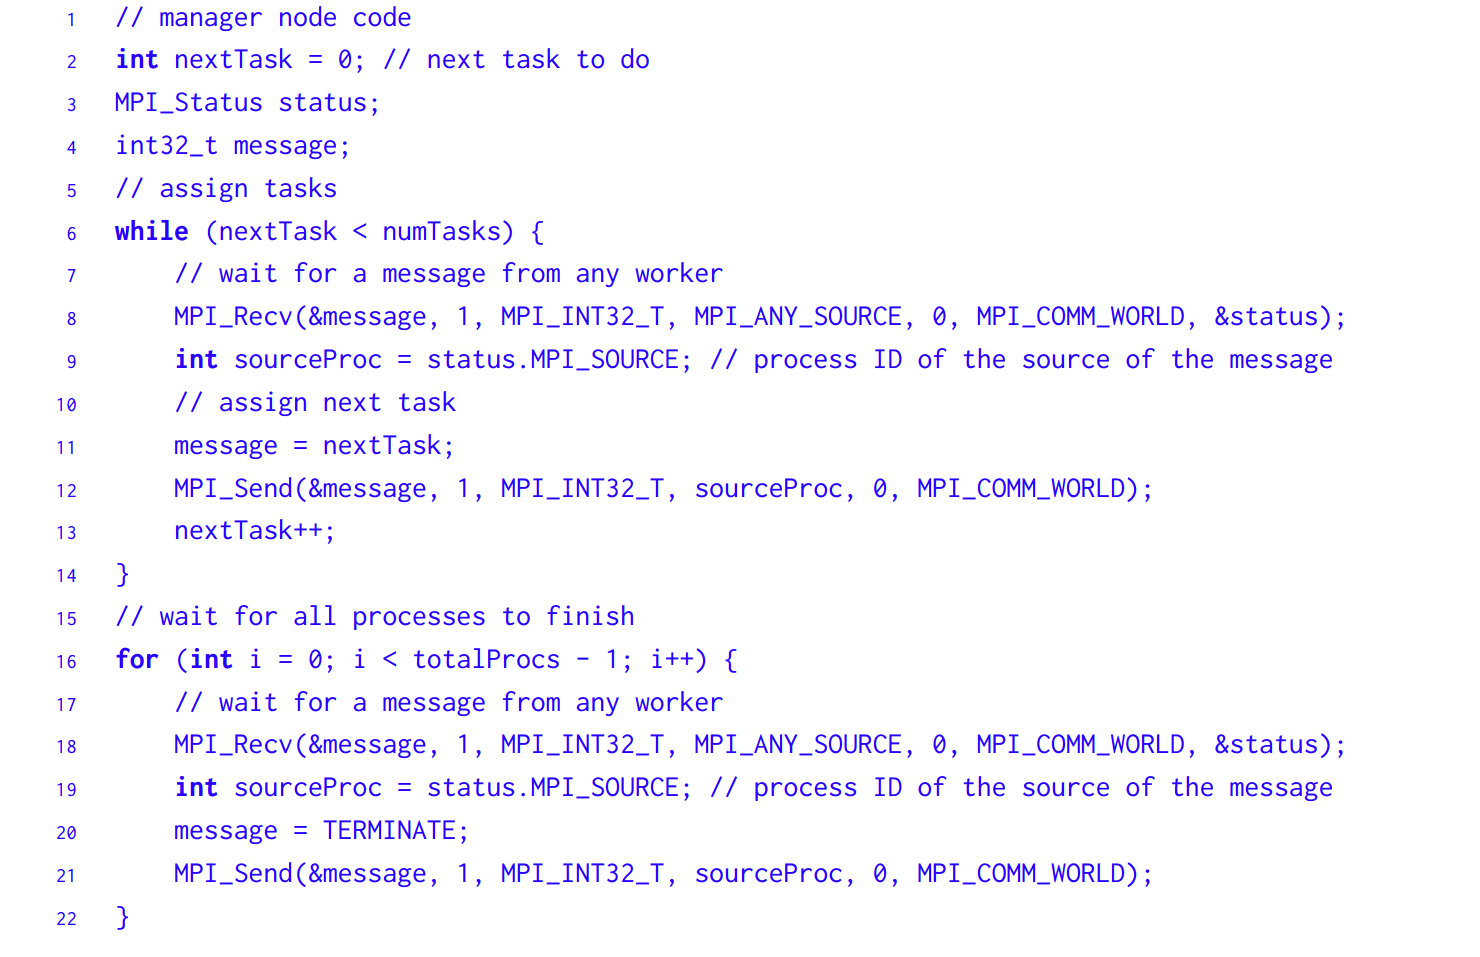 1 // manager node code
2 int nextTask = 0; // next task to do
3 MPI_Status status;
4 int32_t message;
5 // assign tasks
6 while (nextTask < numTasks) {
7 // wait for a message from any worker
8 MPI_Recv(&message, 1, MPI_INT32_T, MPI_ANY_SOURCE, 0, MPI_COMM_WORLD, &status);
9 int sourceProc = status.MPI_SOURCE; // process ID of the source of the message
10 // assign next task
11 message = nextTask;
12 MPI_Send(&message, 1, MPI_INT32_T, sourceProc, 0, MPI_COMM_WORLD);
13 nextTask++;
14 }
15 // wait for all processes to finish
16 for (int i = 0; i < totalProcs - 1; i++) {
17 // wait for a message from any worker
18 MPI_Recv(&message, 1, MPI_INT32_T, MPI_ANY_SOURCE, 0, MPI_COMM_WORLD, &status);
19 int sourceProc = status.MPI_SOURCE; // process ID of the source of the message
20 message = TERMINATE;
21 MPI_Send(&message, 1, MPI_INT32_T, sourceProc, 0, MPI_COMM_WORLD);
22 }